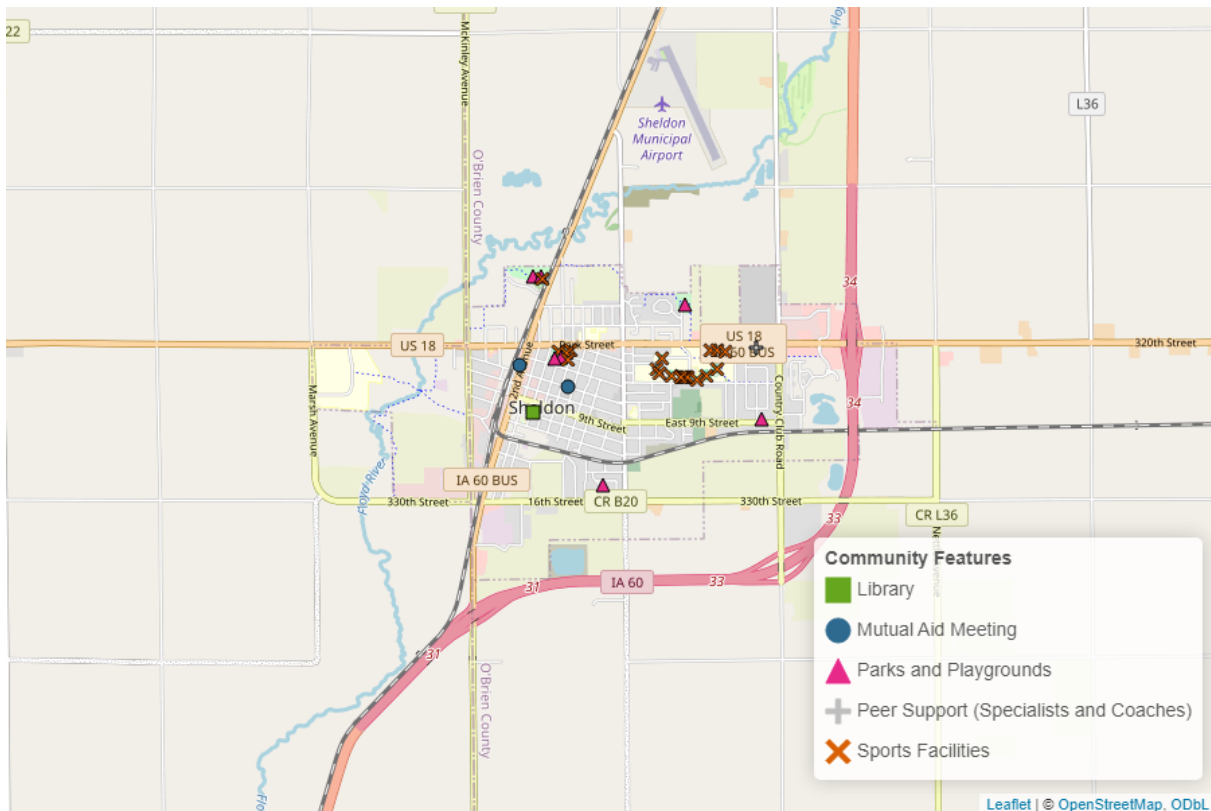 22
McKinley Avenue
L36
Sheldon
Municipal
Airport
O'Brien County
34
US 18
Park Street
US 18
60 BUS
320th Street
2nd Avenue
Marsh Avenue
Sheldon
9th Street
East 9th Street
Country Club Road
34
Floyd River
IA 60 BUS
330th Street
16th Street
CR B20
330th Street
CR L36
33
31
IA 60
33
31
O'Brien County
Community Features
Library
Mutual Aid Meeting
Parks and Playgrounds
Peer Support (Specialists and Coaches)
Sports Facilities
Leaflet | © OpenStreetMap, ODbL